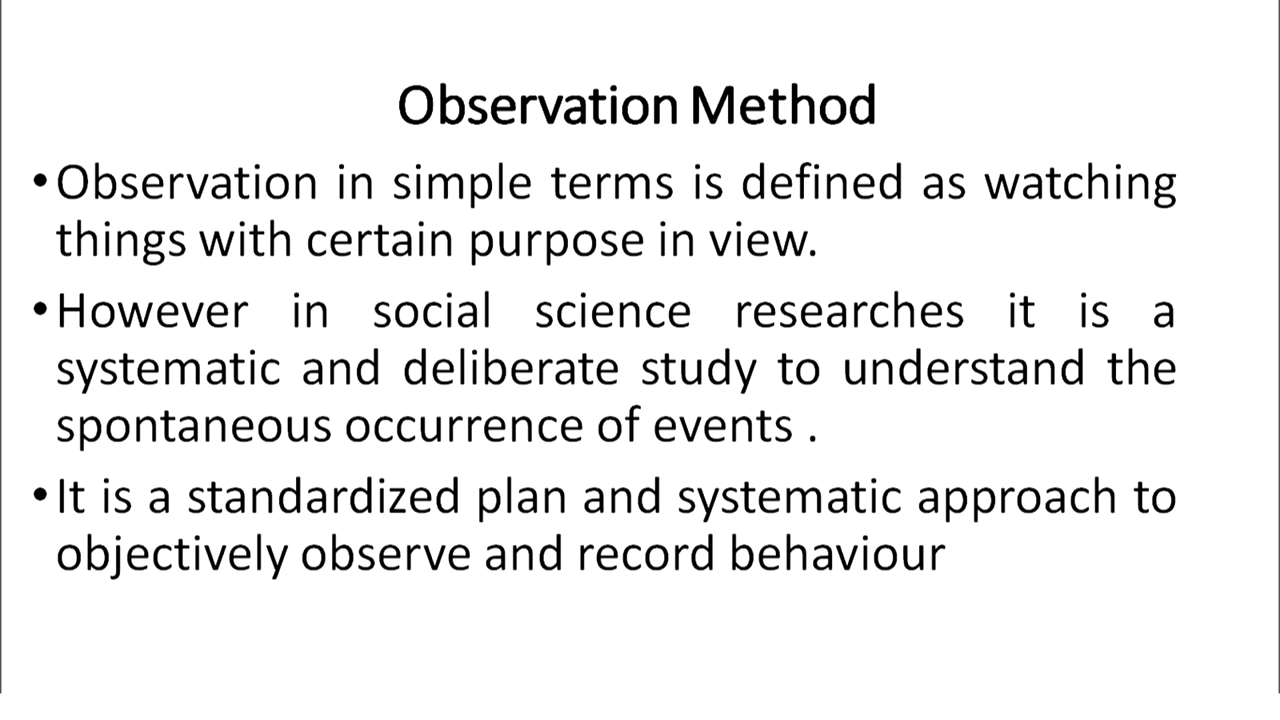 Observation Method
•Observation in simple terms is defined as watching
things with certain purpose in view.
•However in social science researches it is a
systematic and deliberate study to understand the
spontaneous occurrence of events .
•It is a standardized plan and systematic approach to
objectively observe and record behaviour